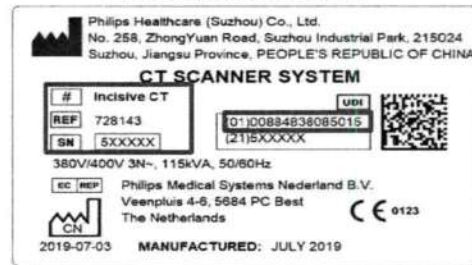 Philips Healthcare (Suzhou) Co., Ltd.
No. 258, ZhongYuan Road, Suzhou Industrial Park, 215024
Suzhou, Jiangsu Province, PEOPLE'S REPUBLIC OF CHINA
CT SCANNER SYSTEM
# Incisive CT
REF 728143
SN 5XXXXX
UDI
(01)00884838085015
(21)5XXXXX
380V/400V 3N~, 115kVA, 50/60Hz
EC REP Philips Medical Systems Nederland B.V.
Veenpluis 4-6, 5684 PC Best
The Netherlands
CN
CE 0123
2019-07-03 MANUFACTURED: JULY 2019